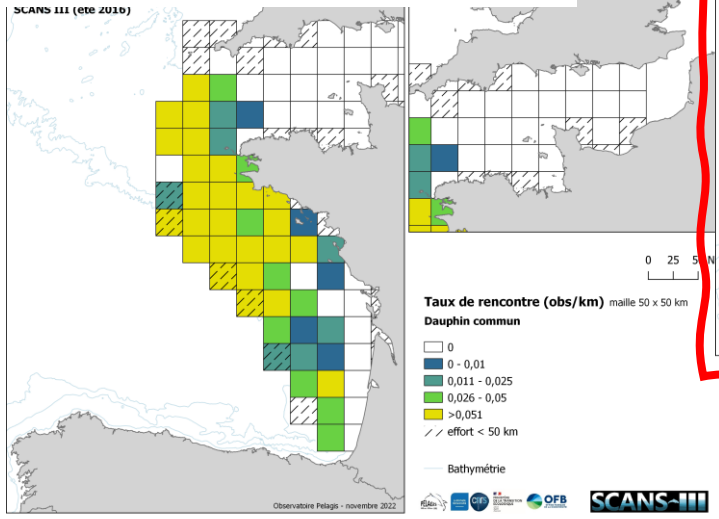 SCANS III (été 2016)
0 25 5 N
Taux de rencontre (obs/km) maille 50 x 50 km
Dauphin commun
0
0 - 0,01
0,011 - 0,025
0,026 - 0,05
>0,051
effort < 50 km
Bathymétrie
Observatoire Pelagis - novembre 2022
PELAGIS
cnrs
OFB
SCANS-III